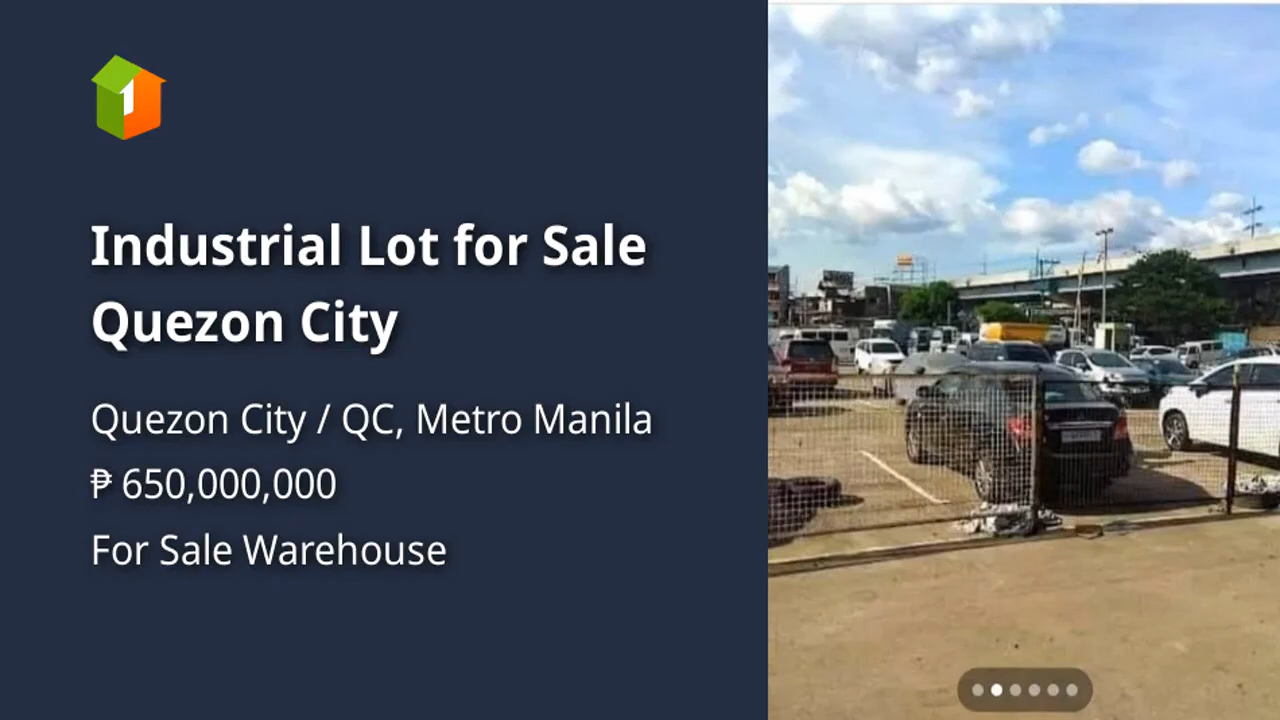 Industrial Lot for Sale
Quezon City
Quezon City / QC, Metro Manila
₱ 650,000,000
For Sale Warehouse